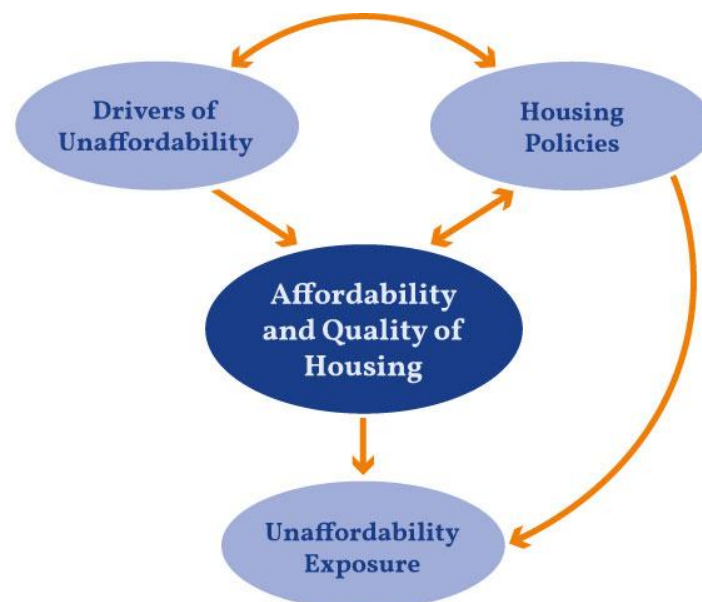 Drivers of
Unaffordability
Housing
Policies
Affordability
and Quality of
Housing
Unaffordability
Exposure